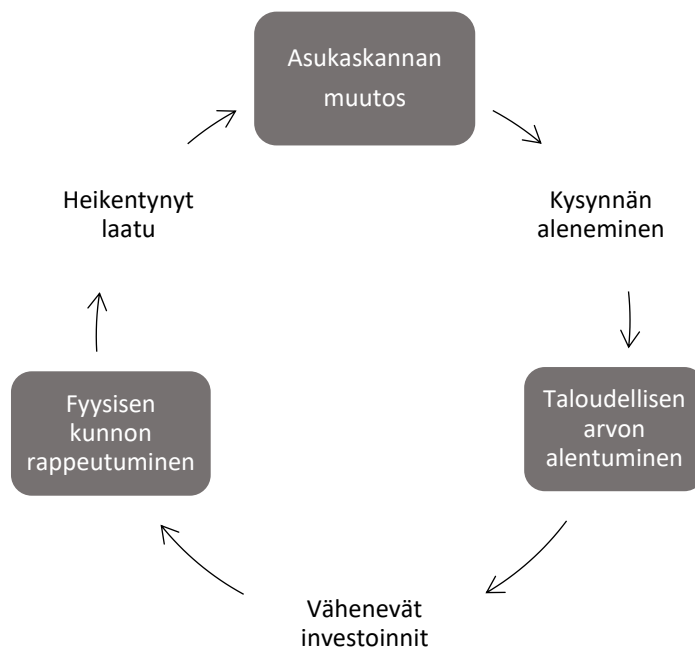 Asukaskannan
muutos
Heikentynyt
laatu
Kysynnän
aleneminen
Fyysisen
kunnon
rappeutuminen
Taloudellisen
arvon
alentuminen
Vähenevät
investoinnit